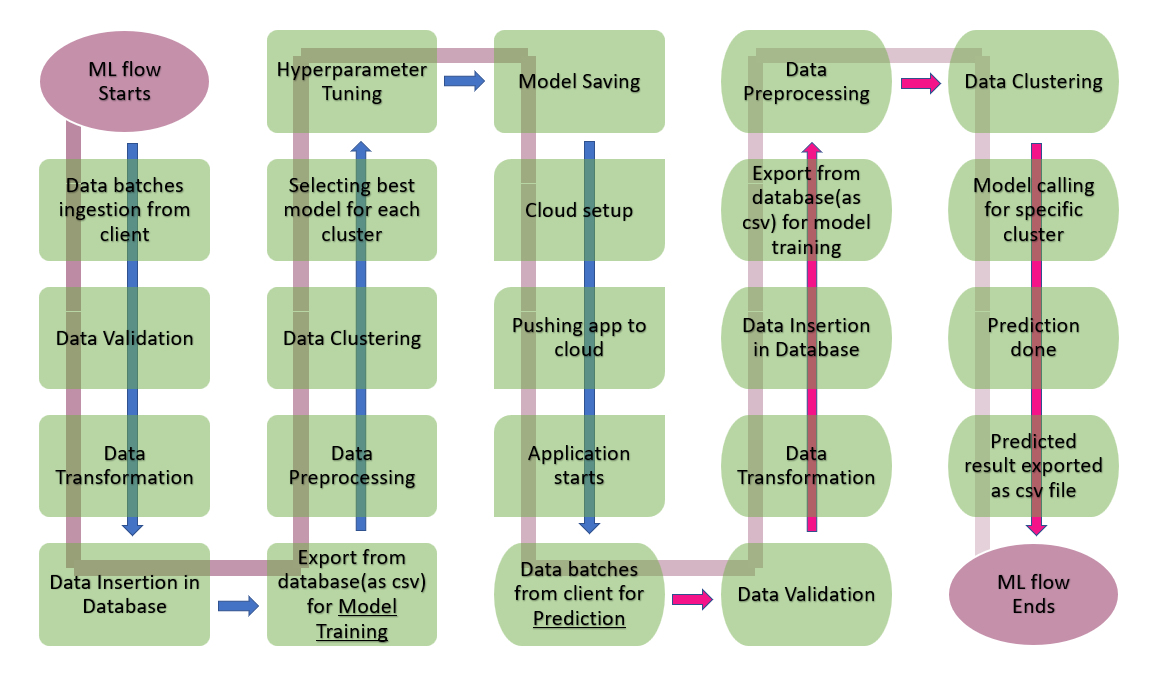 ML flow
Starts
Data batches
ingestion from
client
Data Validation
Data
Transformation
Data Insertion in
Database
Export from
database(as csv)
for Model
Training
Data
Preprocessing
Data Clustering
Selecting best
model for each
cluster
Hyperparameter
Tuning
Model Saving
Cloud setup
Pushing app to
cloud
Application
starts
Data batches
from client for
Prediction
Data Validation
Data
Transformation
Data Insertion
in Database
Export from
database(as
csv) for model
training
Data
Preprocessing
Data Clustering
Model calling
for specific
cluster
Prediction
done
Predicted
result exported
as csv file
ML flow
Ends